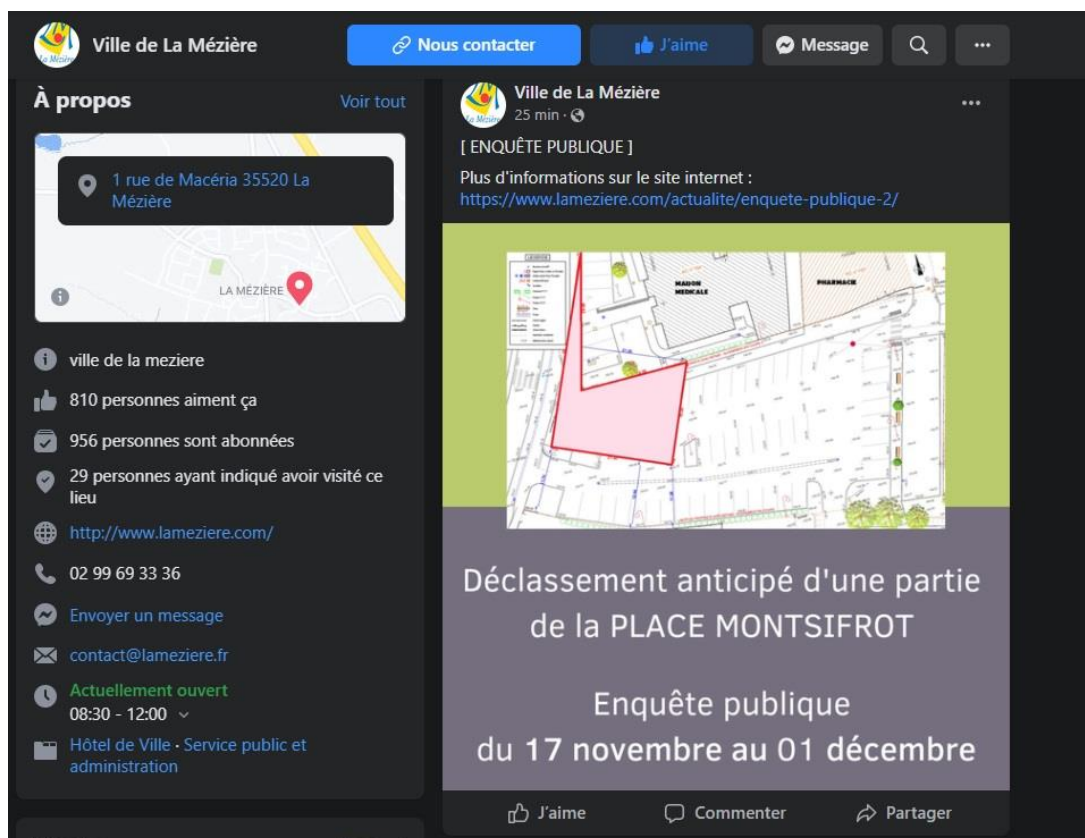 La Mézière
Ville de La Mézière
Nous contacter
J'aime
Message
À propos
Voir tout
1 rue de Macéria 35520 La
Mézière
LA MÉZIÈRE
ville de la meziere
810 personnes aiment ça
956 personnes sont abonnées
29 personnes ayant indiqué avoir visité ce
lieu
http://www.lameziere.com/
02 99 69 33 36
Envoyer un message
contact@lameziere.fr
Actuellement ouvert
08:30 - 12:00
Hôtel de Ville · Service public et
administration
La Mézière
Ville de La Mézière
25 min ·
[ ENQUÊTE PUBLIQUE ]
Plus d'informations sur le site internet :
https://www.lameziere.com/actualite/enquete-publique-2/
MAISON
MEDICALE
PHARMACIE
Déclassement anticipé d'une partie
de la PLACE MONTSIFROT
Enquête publique
du 17 novembre au 01 décembre
J'aime
Commenter
Partager